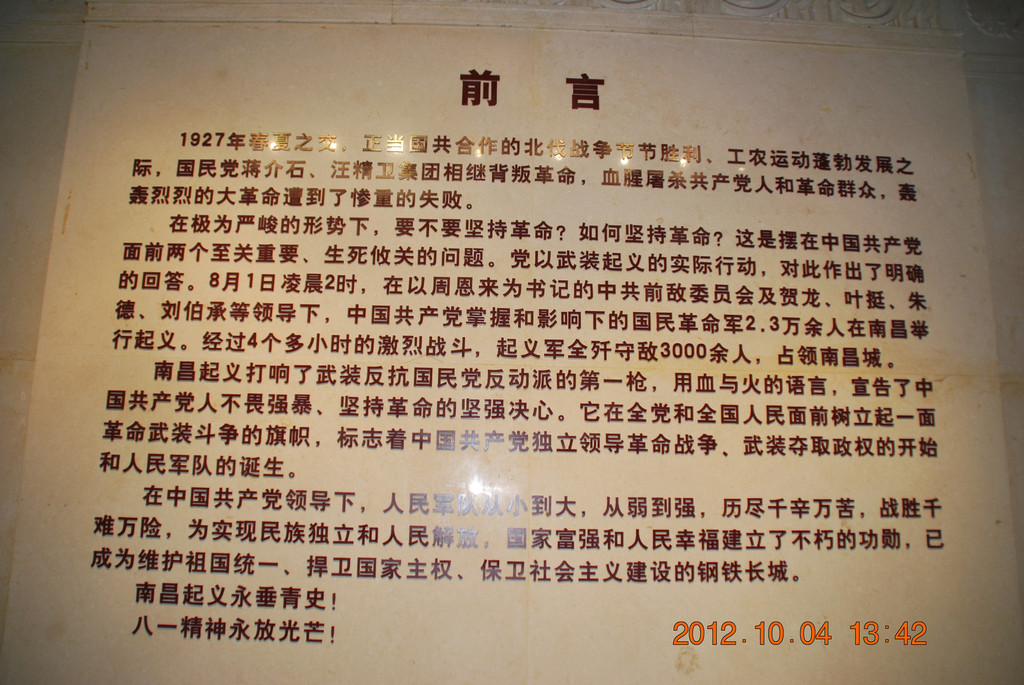 前言
1927年春夏之交，正当国共合作的北伐战争节节胜利、工农运动蓬勃发展之
际，国民党蒋介石、汪精卫集团相继背叛革命，血腥屠杀共产党人和革命群众，轰
轰烈烈的大革命遭到了惨重的失败。
在极为严峻的形势下，要不要坚持革命？如何坚持革命？这是摆在中国共产党
面前两个至关重要、生死攸关的问题。党以武装起义的实际行动，对此作出了明确
的回答。8月1日凌晨2时，在以周恩来为书记的中共前敌委员会及贺龙、叶挺、朱
德、刘伯承等领导下，中国共产党掌握和影响下的国民革命军2.3万余人在南昌举
行起义。经过4个多小时的激烈战斗，起义军全歼守敌3000余人，占领南昌城。
南昌起义打响了武装反抗国民党反动派的第一枪，用血与火的语言，宣告了中
国共产党人不畏强暴、坚持革命的坚强决心。它在全党和全国人民面前树立起一面
革命武装斗争的旗帜，标志着中国共产党独立领导革命战争、武装夺取政权的开始
和人民军队的诞生。
在中国共产党领导下，人民军队从小到大，从弱到强，历尽千辛万苦，战胜千
难万险，为实现民族独立和人民解放，国家富强和人民幸福建立了不朽的功勋，已
成为维护祖国统一、捍卫国家主权、保卫社会主义建设的钢铁长城。
南昌起义永垂青史！
八一精神永放光芒！
2012.10.04 13:42